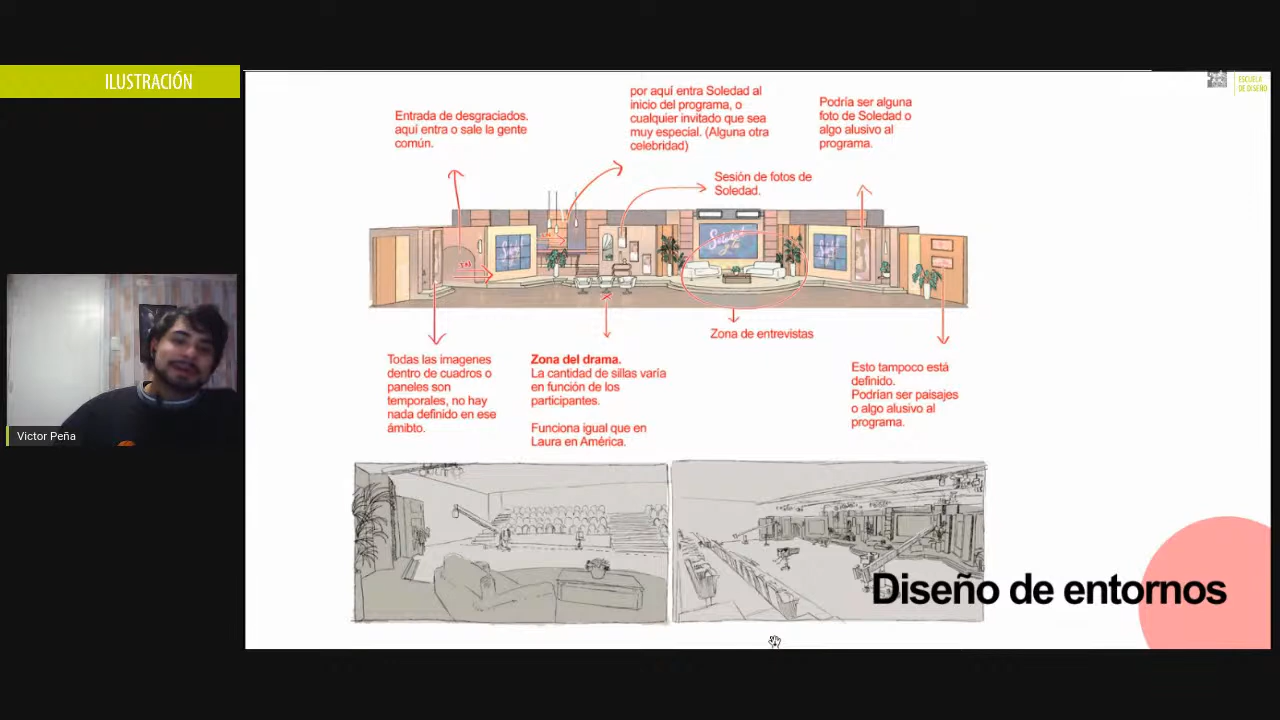 ILUSTRACIÓN
ESCUELA
DE DISEÑO
Entrada de desgraciados.
aquí entra o sale la gente
común.
por aquí entra Soledad al
inicio del programa, o
cualquier invitado que sea
muy especial. (Alguna otra
celebridad)
Podría ser alguna
foto de Soledad o
algo alusivo al
programa.
Sesión de fotos de
Soledad.
Zona de entrevistas
Todas las imagenes
dentro de cuadros o
paneles son
temporales, no hay
nada definido en ese
ámbito.
Zona del drama.
La cantidad de sillas varía
en función de los
participantes.
Funciona igual que en
Laura en América.
Esto tampoco está
definido.
Podrían ser paisajes
o algo alusivo al
programa.
Victor Peña
Diseño de entornos